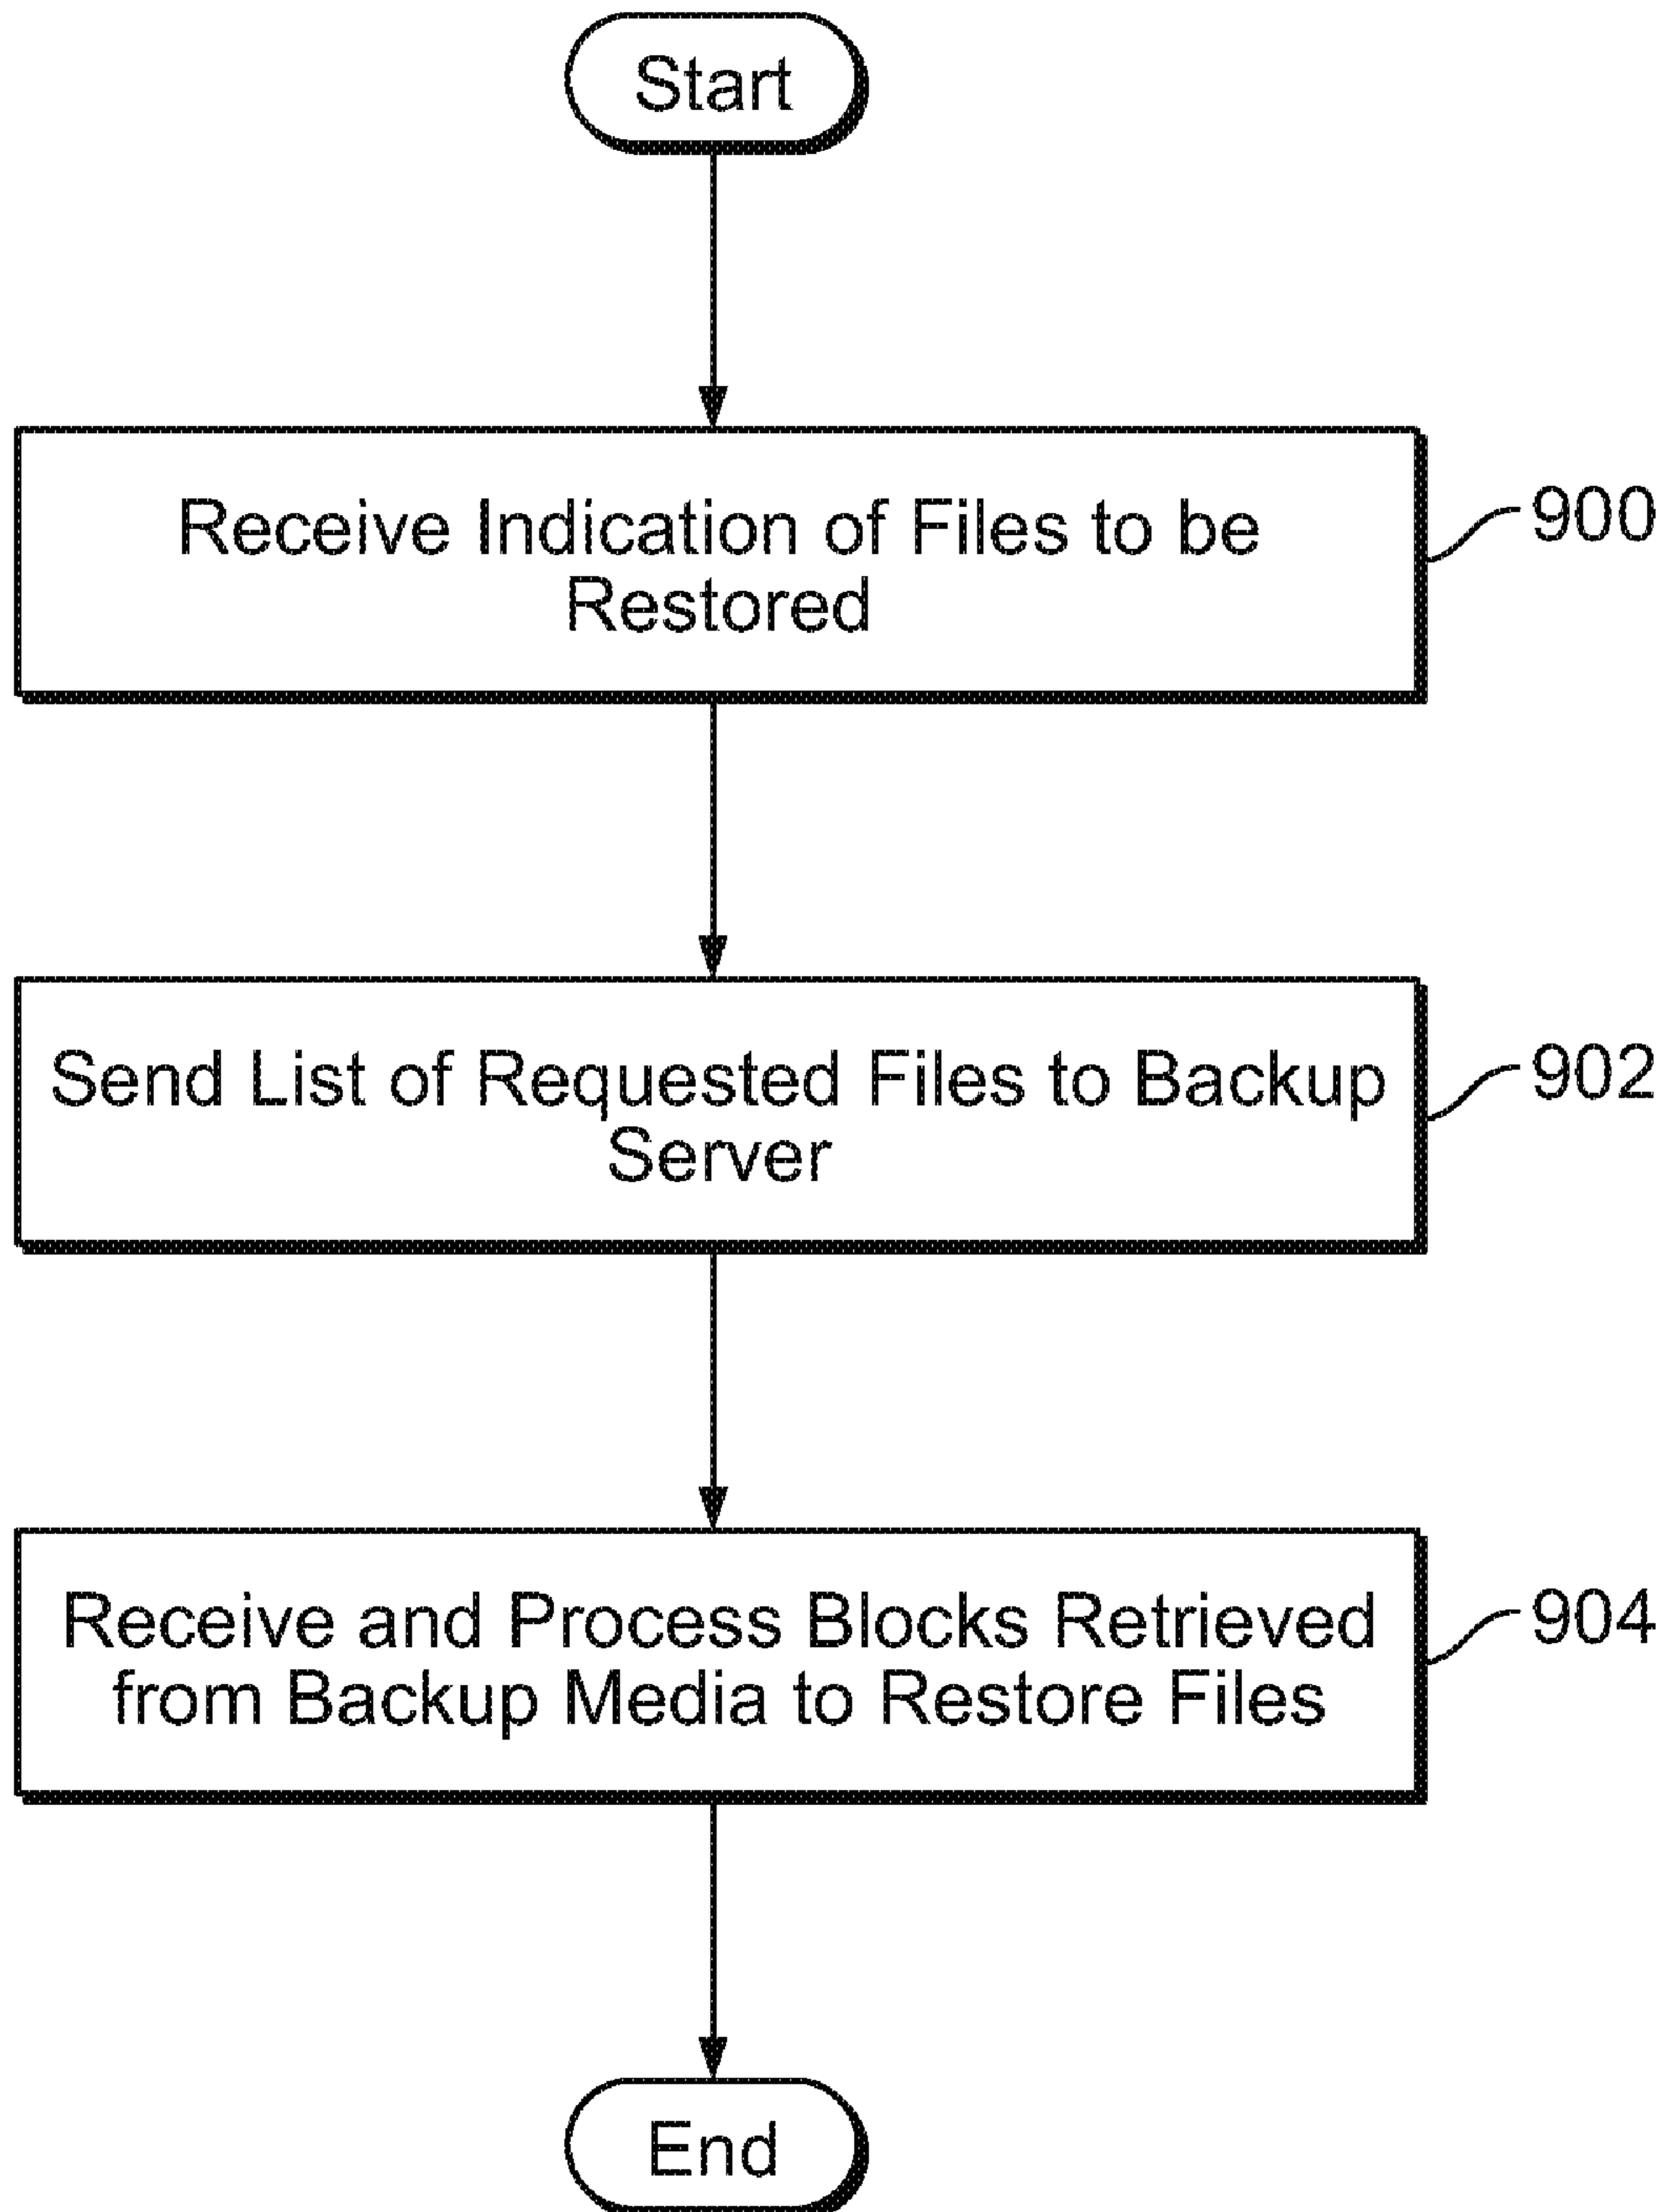 Start
Receive Indication of Files to be
Restored
900
Send List of Requested Files to Backup
Server
902
Receive and Process Blocks Retrieved
from Backup Media to Restore Files
904
End